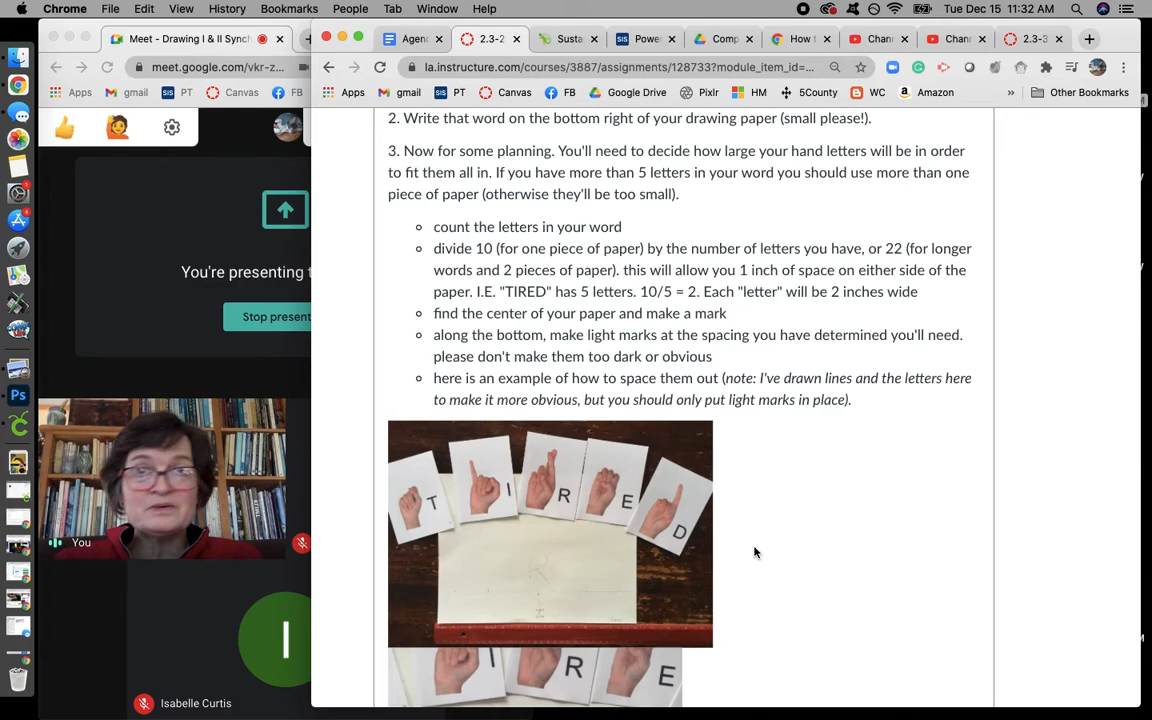 Chrome File Edit View History Bookmarks People Tab Window Help Tue Dec 15 11:32 AM
Meet - Drawing I & II Synch
Agen 2.3-2 Susta Power Comp How t Chann Chann 2.3-3
meet.google.com/vkr-z...
la.instructure.com/courses/3887/assignments/128733?module_item_id=...
Apps gmail PT Canvas FB
Apps gmail PT Canvas FB Google Drive Pixlr HM 5County WC Amazon » Other Bookmarks
2. Write that word on the bottom right of your drawing paper (small please!).
3. Now for some planning. You'll need to decide how large your hand letters will be in order
to fit them all in. If you have more than 5 letters in your word you should use more than one
piece of paper (otherwise they'll be too small).
count the letters in your word
divide 10 (for one piece of paper) by the number of letters you have, or 22 (for longer
words and 2 pieces of paper). this will allow you 1 inch of space on either side of the
paper. I.E. "TIRED" has 5 letters. 10/5 = 2. Each "letter" will be 2 inches wide
find the center of your paper and make a mark
along the bottom, make light marks at the spacing you have determined you'll need.
please don't make them too dark or obvious
here is an example of how to space them out (note: I've drawn lines and the letters here
to make it more obvious, but you should only put light marks in place).
You're presenting t
Stop present
T I R E D
R
I R E
You
I
Isabelle Curtis